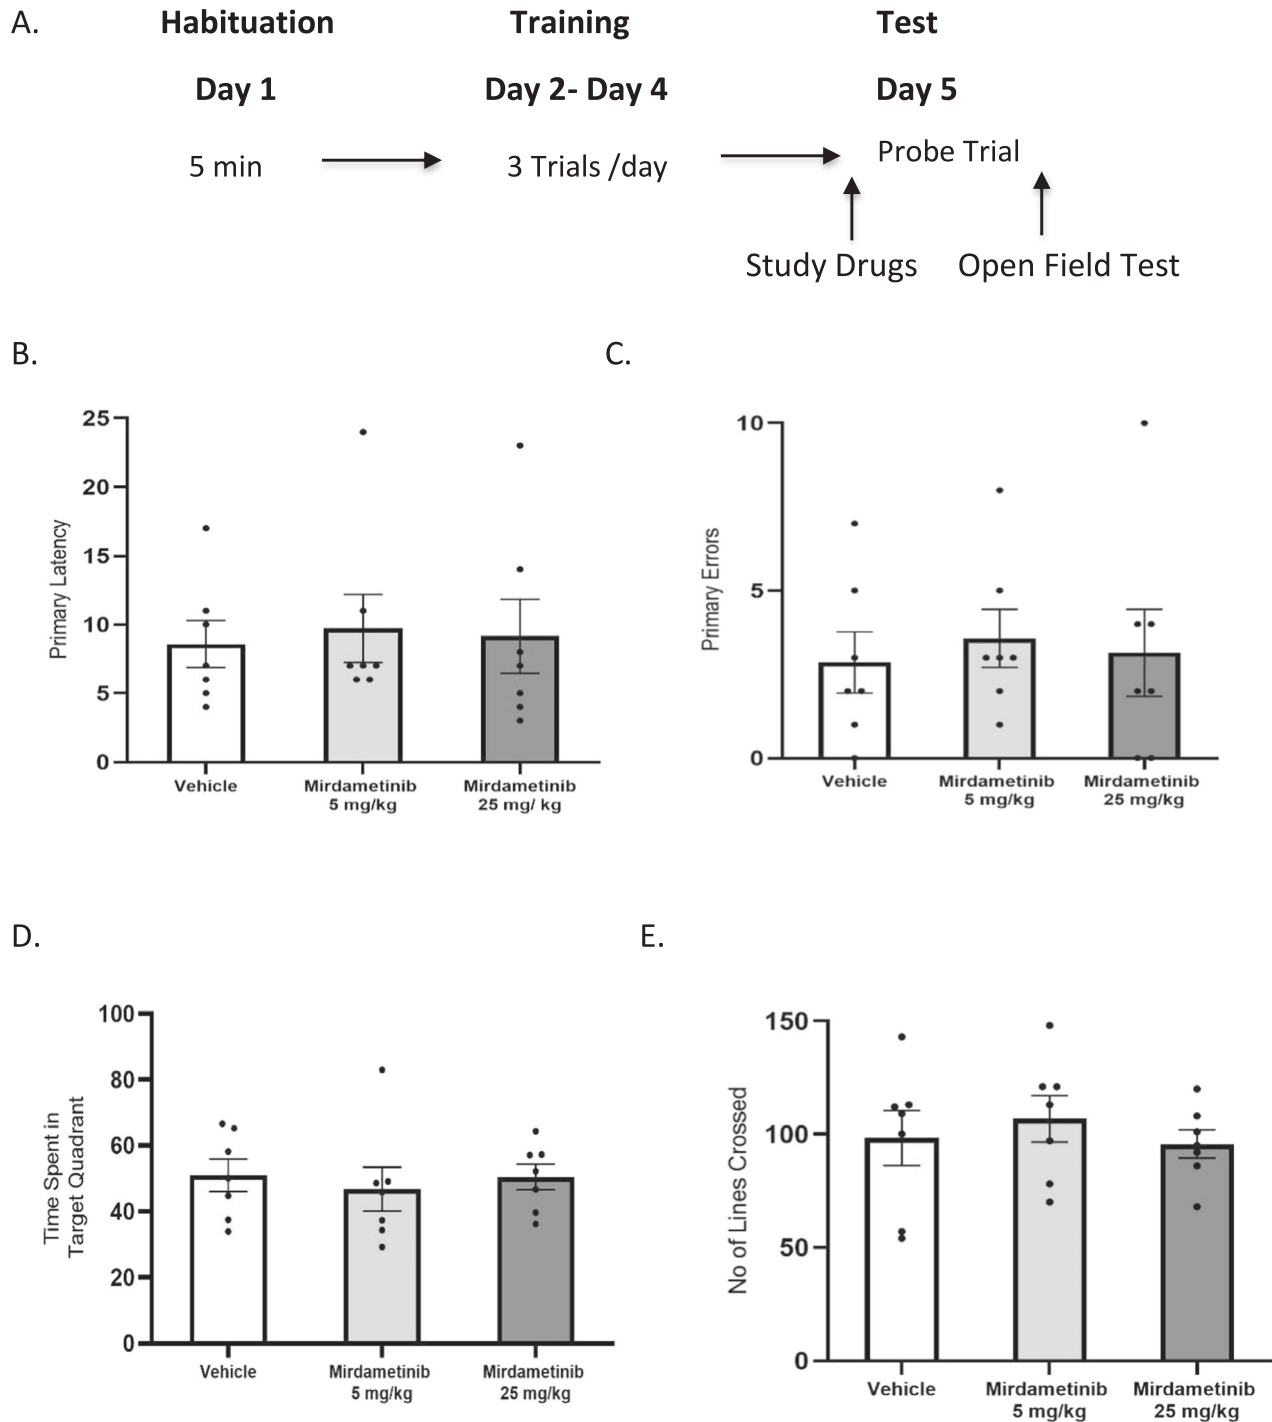 A.
Habituation Training Test
Day 1 Day 2- Day 4 Day 5
5 min 3 Trials /day Probe Trial
Study Drugs Open Field Test
B.
25
20
15
10
5
0
Primary Latency
Vehicle Mirdametinib Mirdametinib
5 mg/kg 25 mg/ kg
C.
10
5
0
Primary Errors
Vehicle Mirdametinib Mirdametinib
5 mg/kg 25 mg/kg
D.
100
80
60
40
20
0
Time Spent in
Target Quadrant
Vehicle Mirdametinib Mirdametinib
5 mg/kg 25 mg/kg
E.
150
100
50
0
No of Lines Crossed
Vehicle Mirdametinib Mirdametinib
5 mg/kg 25 mg/kg